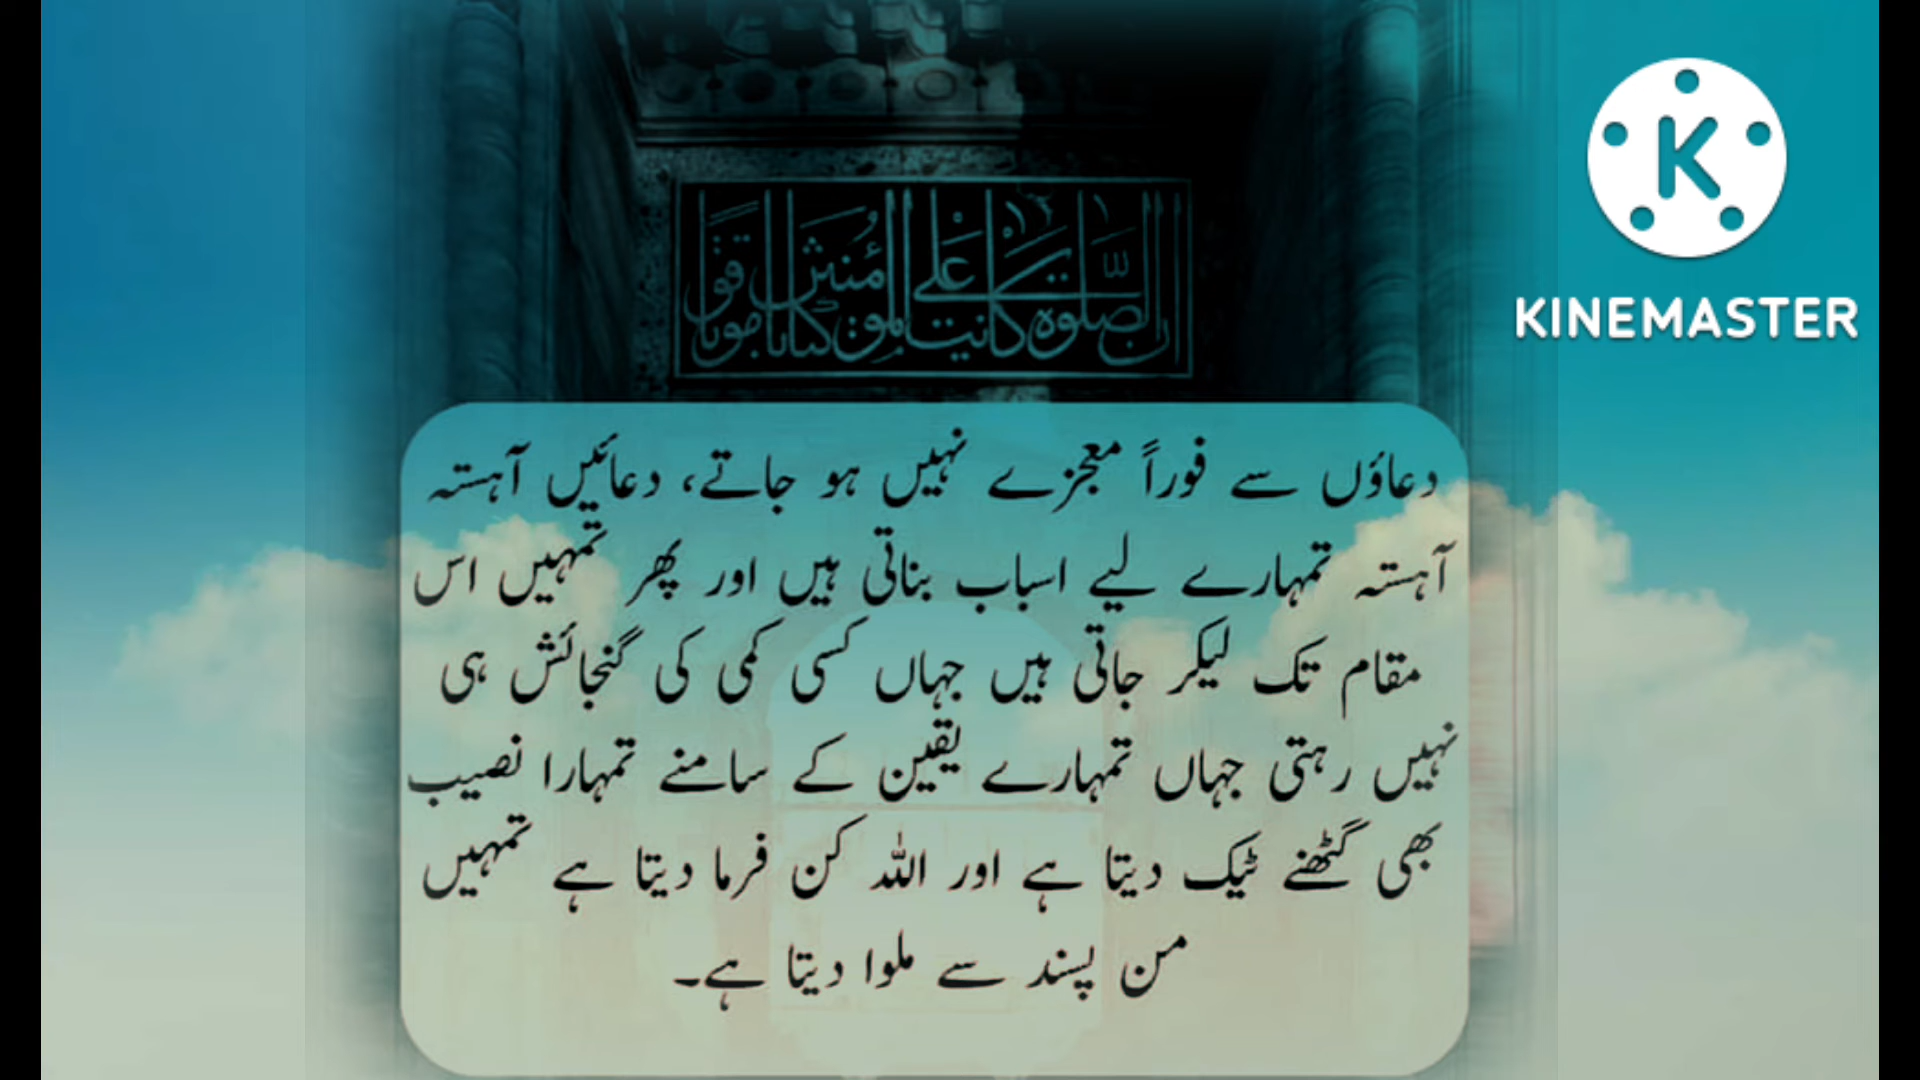 ان الصلوة كانت على المؤمنين كتابا موقوتا
KINEMASTER
دعاؤں سے فوراً معجزے نہیں ہو جاتے، دعائیں آہستہ
آہستہ تمہارے لیے اسباب بناتی ہیں اور پھر تمہیں اس
مقام تک لیکر جاتی ہیں جہاں کسی کمی کی گنجائش ہی
نہیں رہتی جہاں تمہارے یقین کے سامنے تمہارا نصیب
بھی گٹھنے ٹیک دیتا ہے اور اللہ کن فرما دیتا ہے تمہیں
من پسند سے ملوا دیتا ہے۔